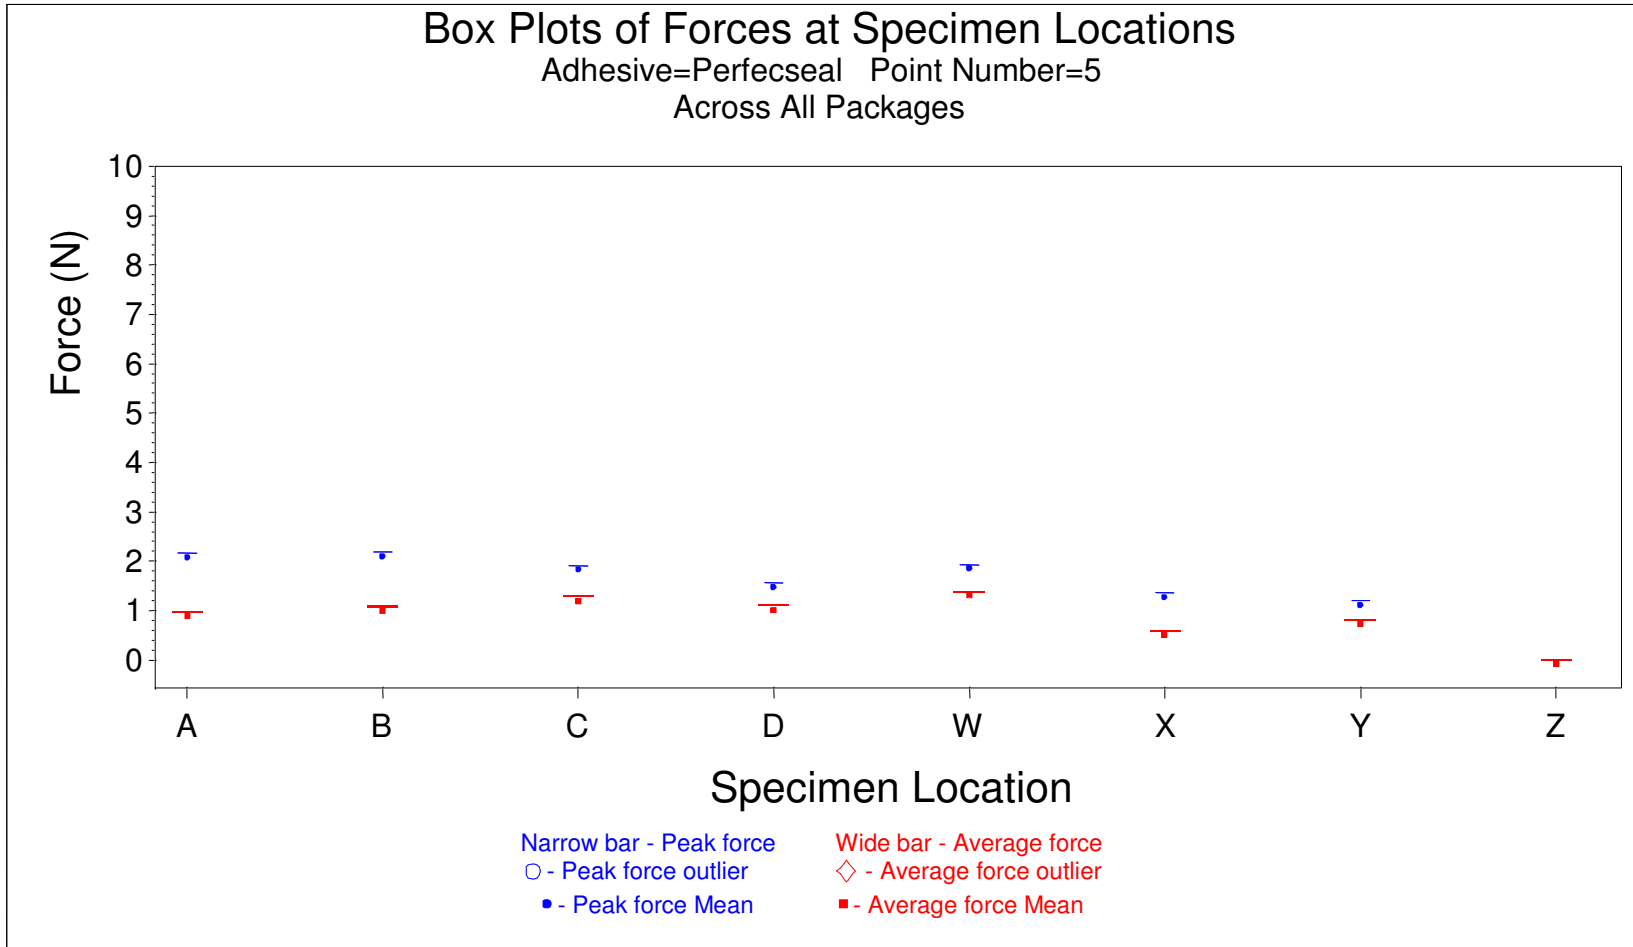 Box Plots of Forces at Specimen Locations
Adhesive=Perfecseal Point Number=5
Across All Packages
Force (N)
10
9
8
7
6
5
4
3
2
1
0
A B C D W X Y Z
Specimen Location
Narrow bar - Peak force Wide bar - Average force
- Peak force outlier - Average force outlier
- Peak force Mean - Average force Mean